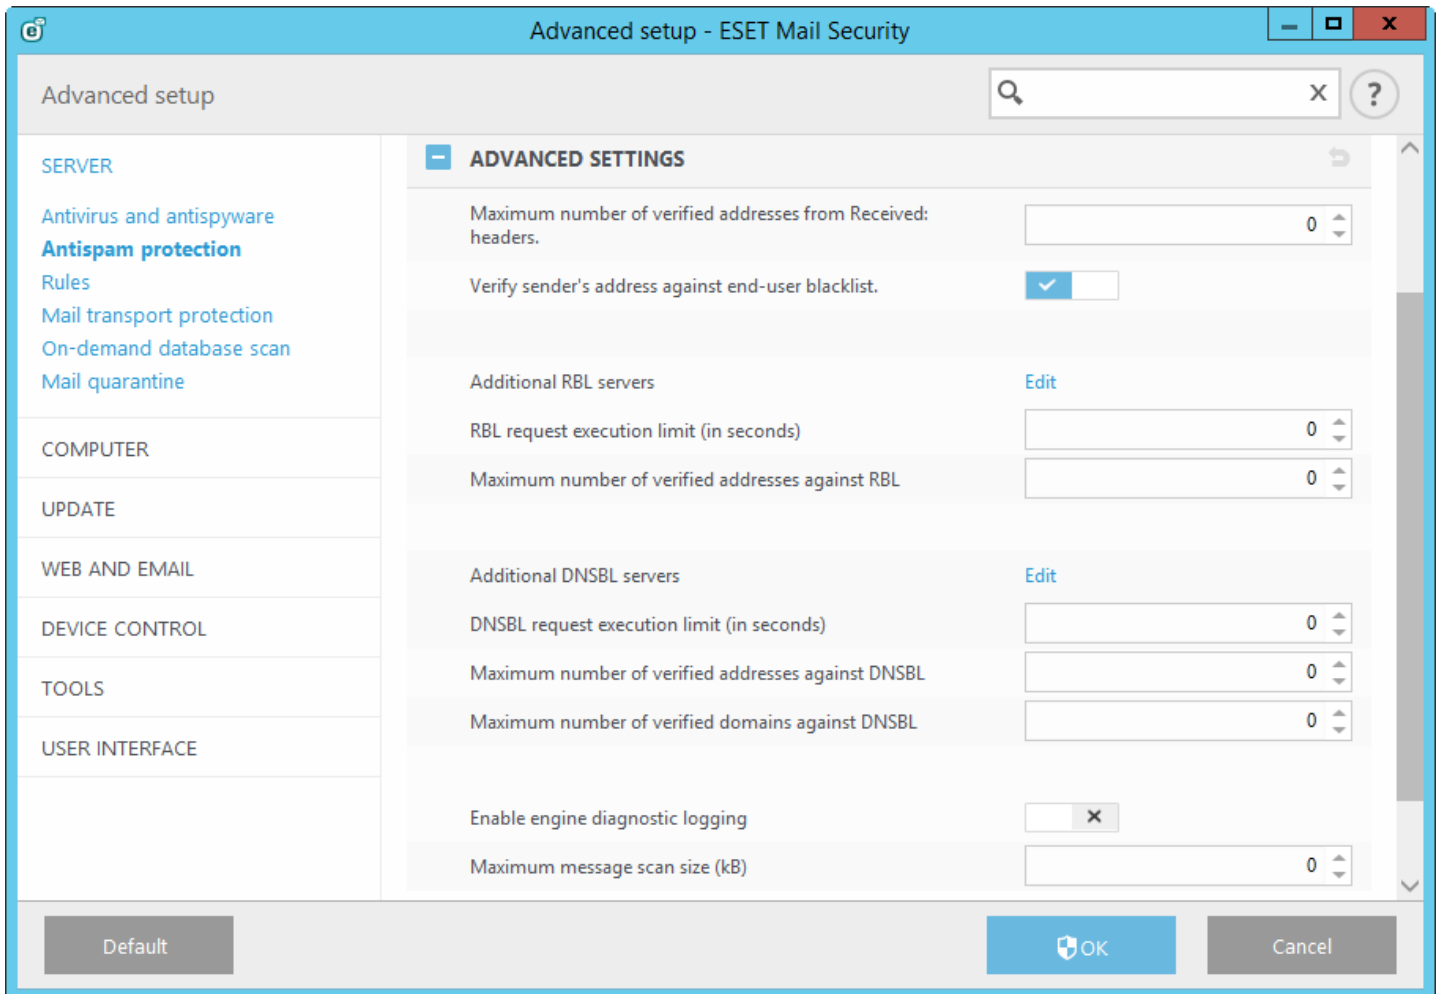 e
Advanced setup - ESET Mail Security
Advanced setup
?
SERVER
Antivirus and antispyware
Antispam protection
Rules
Mail transport protection
On-demand database scan
Mail quarantine
COMPUTER
UPDATE
WEB AND EMAIL
DEVICE CONTROL
TOOLS
USER INTERFACE
ADVANCED SETTINGS
Maximum number of verified addresses from Received:
headers.
0
Verify sender's address against end-user blacklist.
Additional RBL servers Edit
RBL request execution limit (in seconds) 0
Maximum number of verified addresses against RBL 0
Additional DNSBL servers Edit
DNSBL request execution limit (in seconds) 0
Maximum number of verified addresses against DNSBL 0
Maximum number of verified domains against DNSBL 0
Enable engine diagnostic logging
Maximum message scan size (kB) 0
Default
OK
Cancel